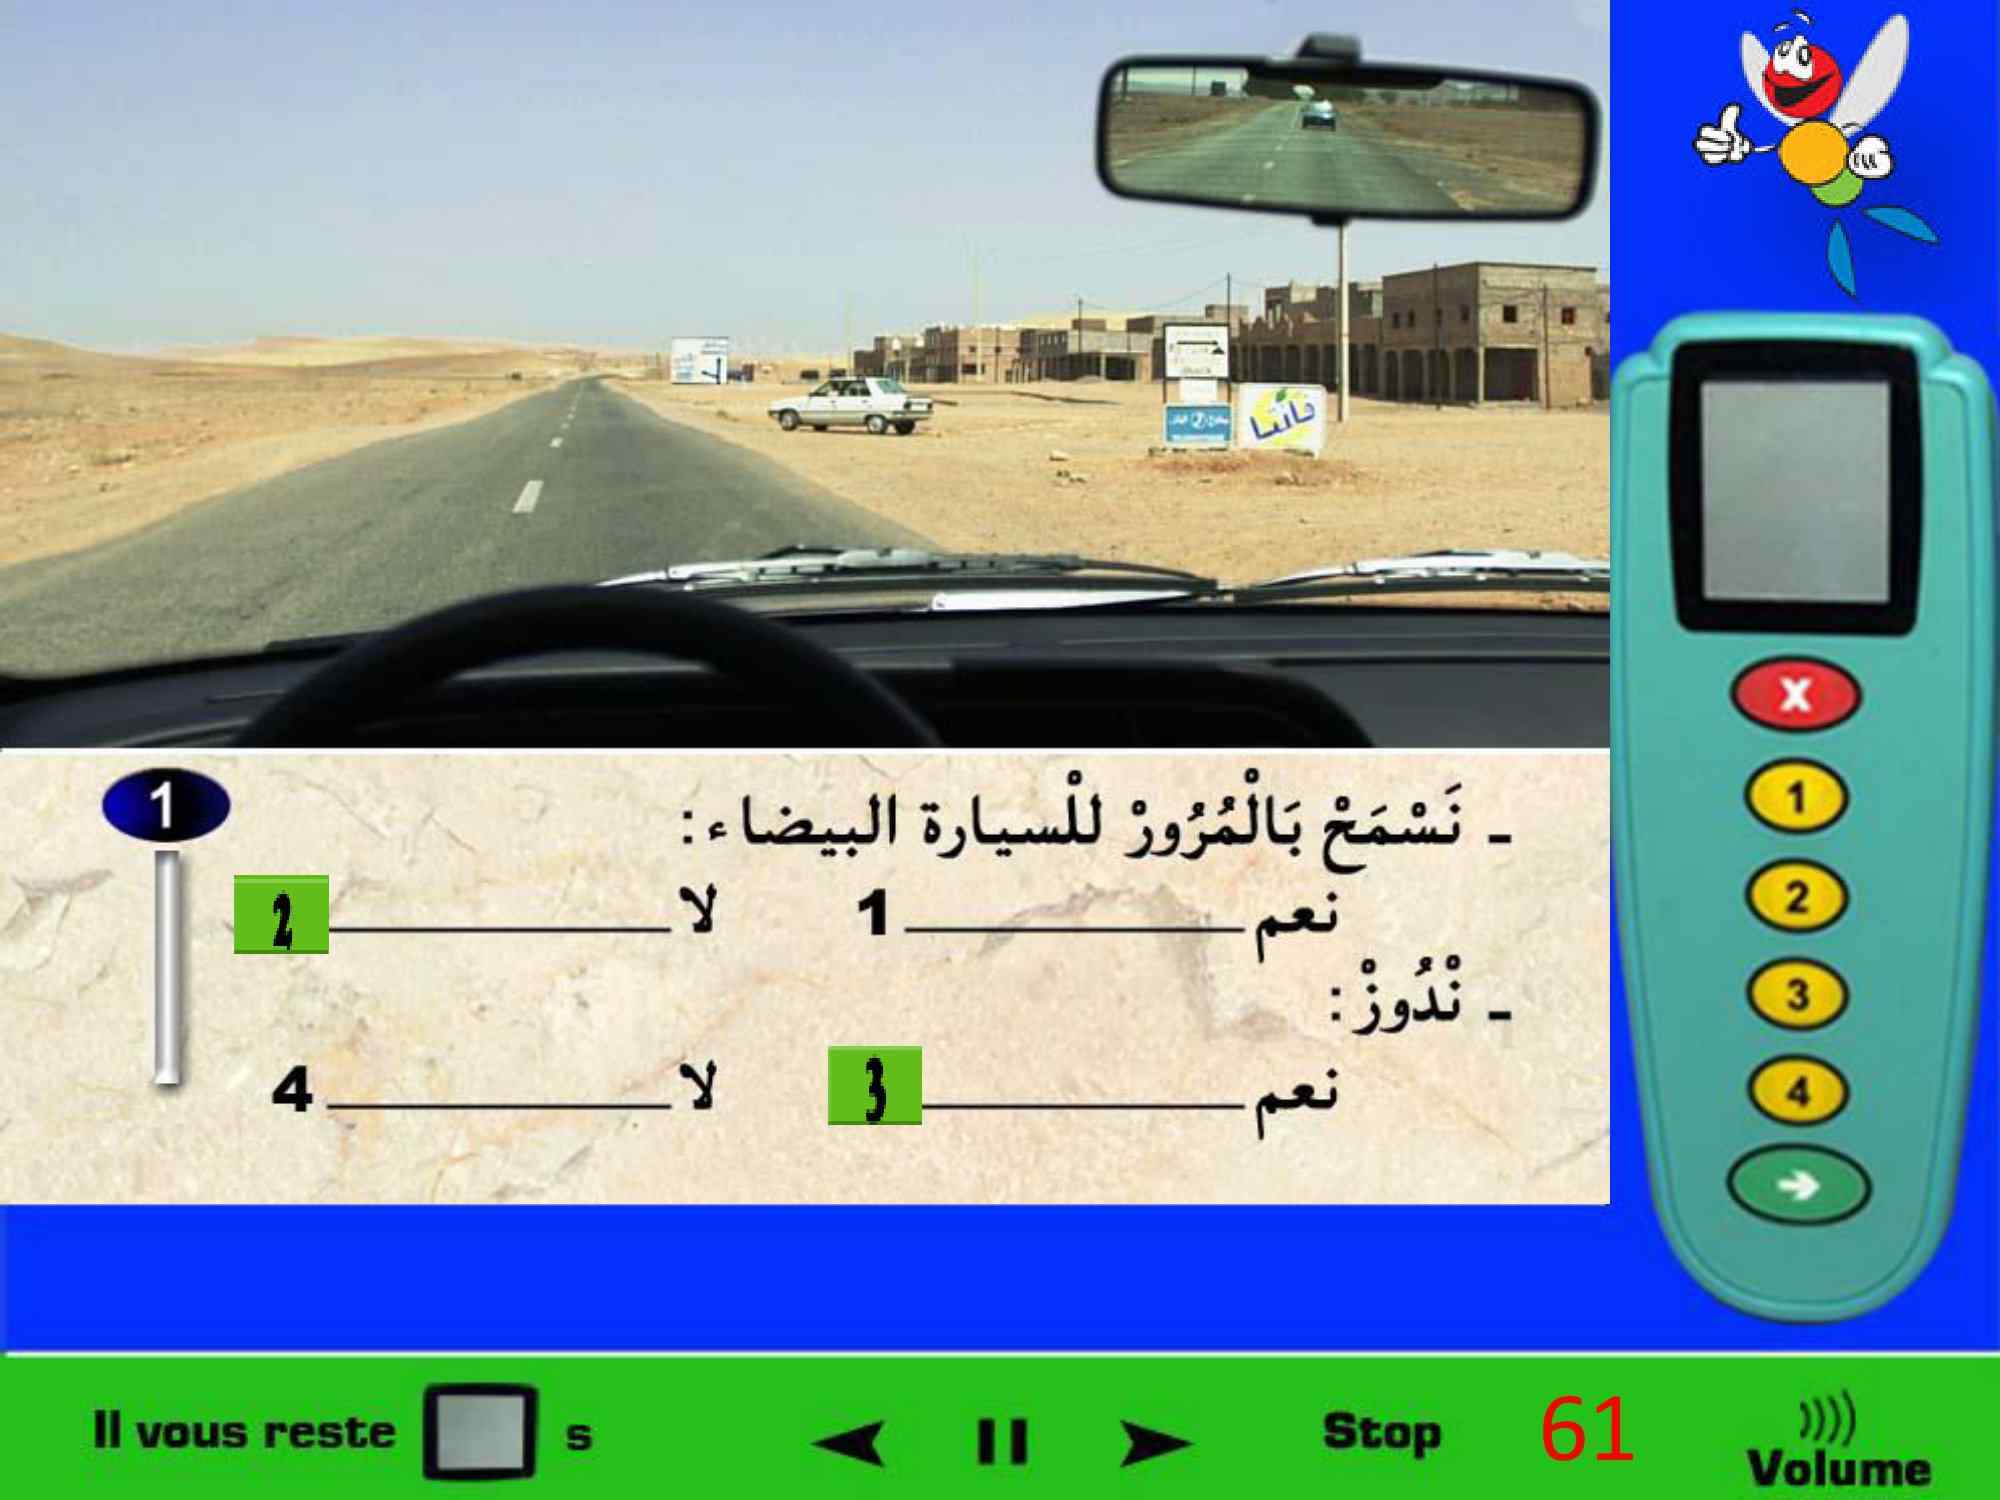 فانتا
X
1
2
3
4
1
ـ نَسْمَحْ بَالْمُرُورْ للْسيارة البيضاء:
نعم 1 لا 2
ـ نْدُوزْ:
نعم 3 لا 4
Il vous reste s Stop 61 Volume